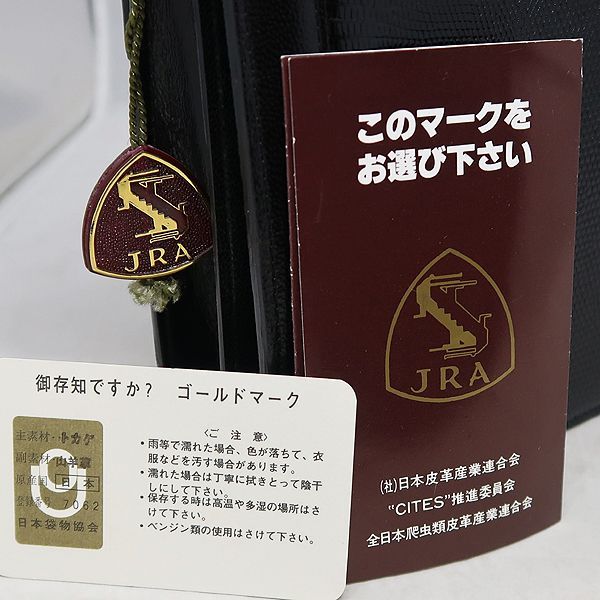 このマークを
お選び下さい
JRA
JRA
(社)日本皮革産業連合会
"CITES"推進委員会
全日本爬虫類皮革産業連合会
御存知ですか? ゴールドマーク
主素材・トカゲ
副素材・山羊革
原産国 日本
登録番号 7062
G
日本袋物協会
〈ご注意〉
・雨等で濡れた場合、色が落ちて、衣
服などを汚す場合があります。
・濡れた場合は丁寧に拭きとって陰干
しにして下さい。
・保存する時は高温や多湿の場所はさ
けて下さい。
・ベンジン類の使用はさけて下さい。